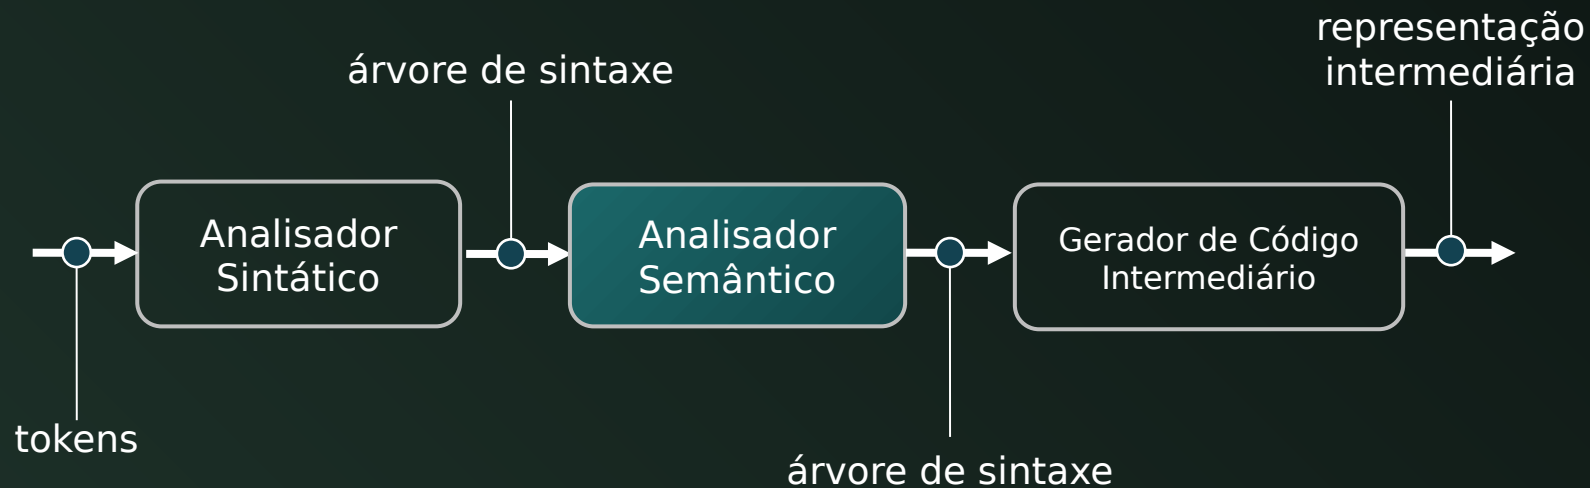 representação
intermediária
árvore de sintaxe
Analisador
Sintático
Analisador
Semântico
Gerador de Código
Intermediário
tokens
árvore de sintaxe